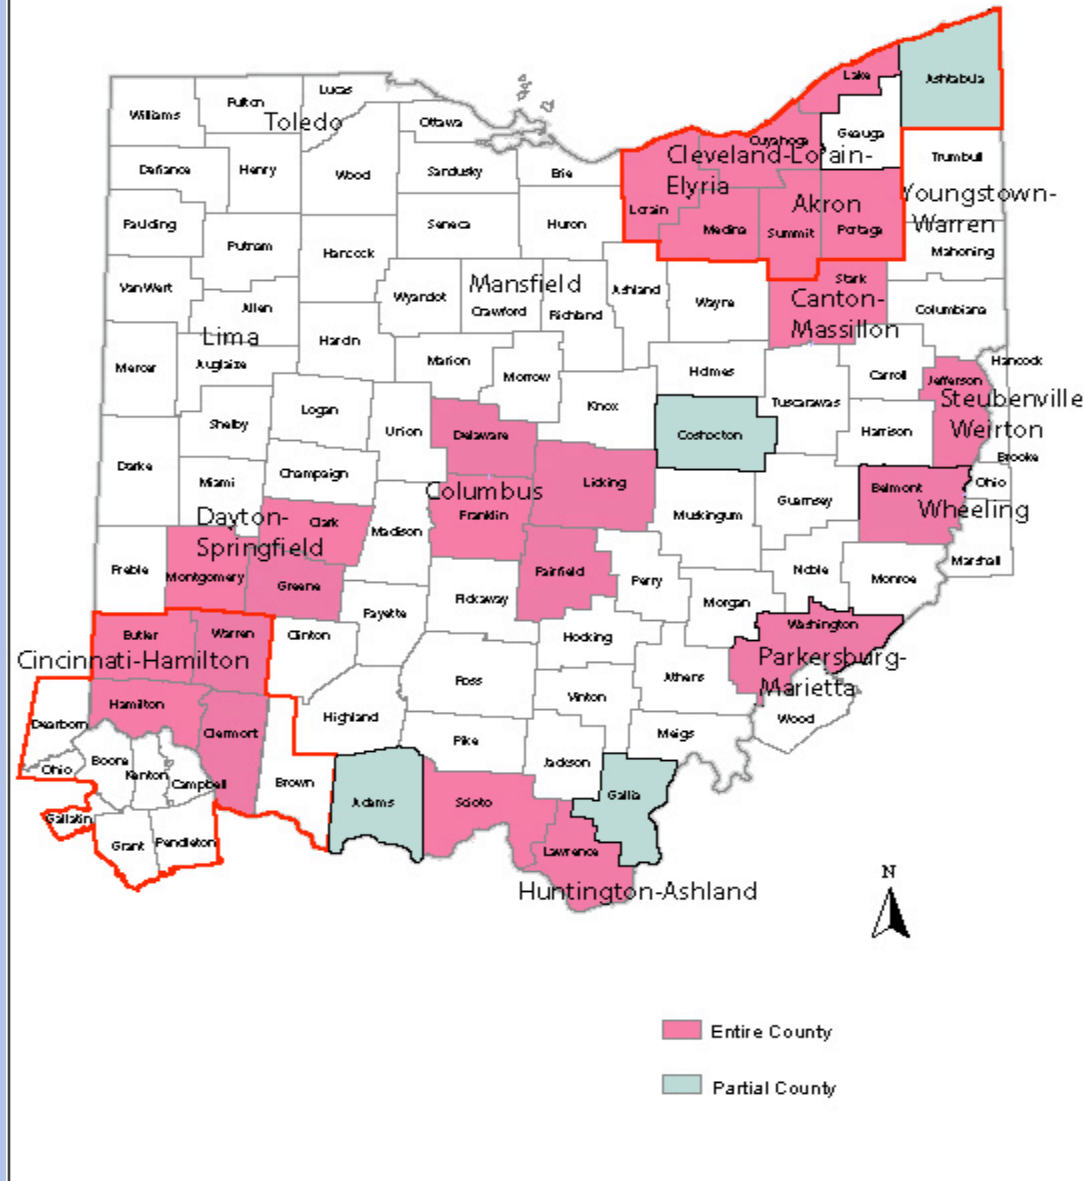 Lake
Ashtabula
Williams
Fulton
Lucas
Toledo
Ottawa
Geauga
Cuyahoga
Cleveland-Lorain-
Elyria
Defiance
Henry
Wood
Sandusky
Erie
Trumbull
Youngstown-
Warren
Paulding
Putnam
Seneca
Huron
Lorain
Medina
Akron
Summit
Portage
Mahoning
Hancock
Van Wert
Allen
Wyandot
Mansfield
Crawford
Richland
Ashland
Wayne
Stark
Canton-
Massillon
Columbiana
Lima
Mercer
Auglaize
Hardin
Marion
Morrow
Holmes
Carroll
Jefferson
Hancock
Steubenville
Weirton
Brooke
Shelby
Logan
Union
Delaware
Knox
Coshocton
Tuscarawas
Harrison
Darke
Miami
Champaign
Columbus
Franklin
Licking
Muskingum
Guernsey
Belmont
Ohio
Wheeling
Dayton-
Springfield
Clark
Madison
Preble
Montgomery
Greene
Fayette
Pickaway
Fairfield
Perry
Morgan
Noble
Monroe
Marshall
Butler
Warren
Clinton
Hocking
Washington
Cincinnati-Hamilton
Ross
Vinton
Athens
Parkersburg-
Marietta
Wood
Dearborn
Hamilton
Clermont
Highland
Pike
Jackson
Meigs
Ohio
Boone
Kenton
Campbell
Brown
Adams
Scioto
Gallia
Gallatin
Grant
Pendleton
Lawrence
Huntington-Ashland
N
Entire County
Partial County